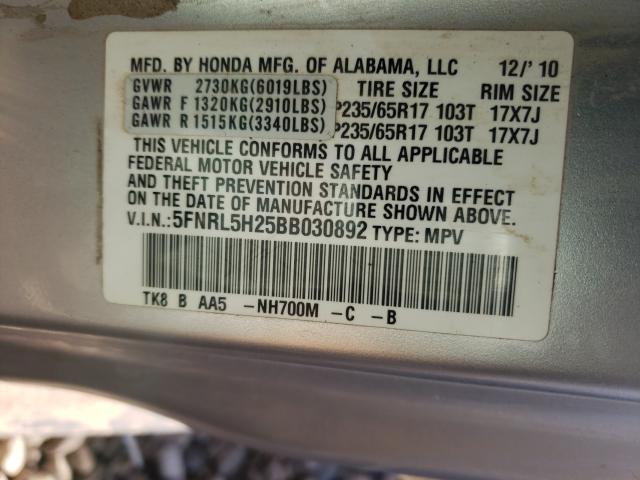 MFD. BY HONDA MFG. OF ALABAMA, LLC 12/' 10
GVWR 2730KG(6019LBS) TIRE SIZE RIM SIZE
GAWR F 1320KG(2910LBS) P235/65R17 103T 17X7J
GAWR R 1515KG(3340LBS) P235/65R17 103T 17X7J
THIS VEHICLE CONFORMS TO ALL APPLICABLE
FEDERAL MOTOR VEHICLE SAFETY
AND THEFT PREVENTION STANDARDS IN EFFECT
ON THE DATE OF MANUFACTURE SHOWN ABOVE.
V.I.N.:5FNRL5H25BB030892 TYPE: MPV
TK8 B AA5 -NH700M -C -B